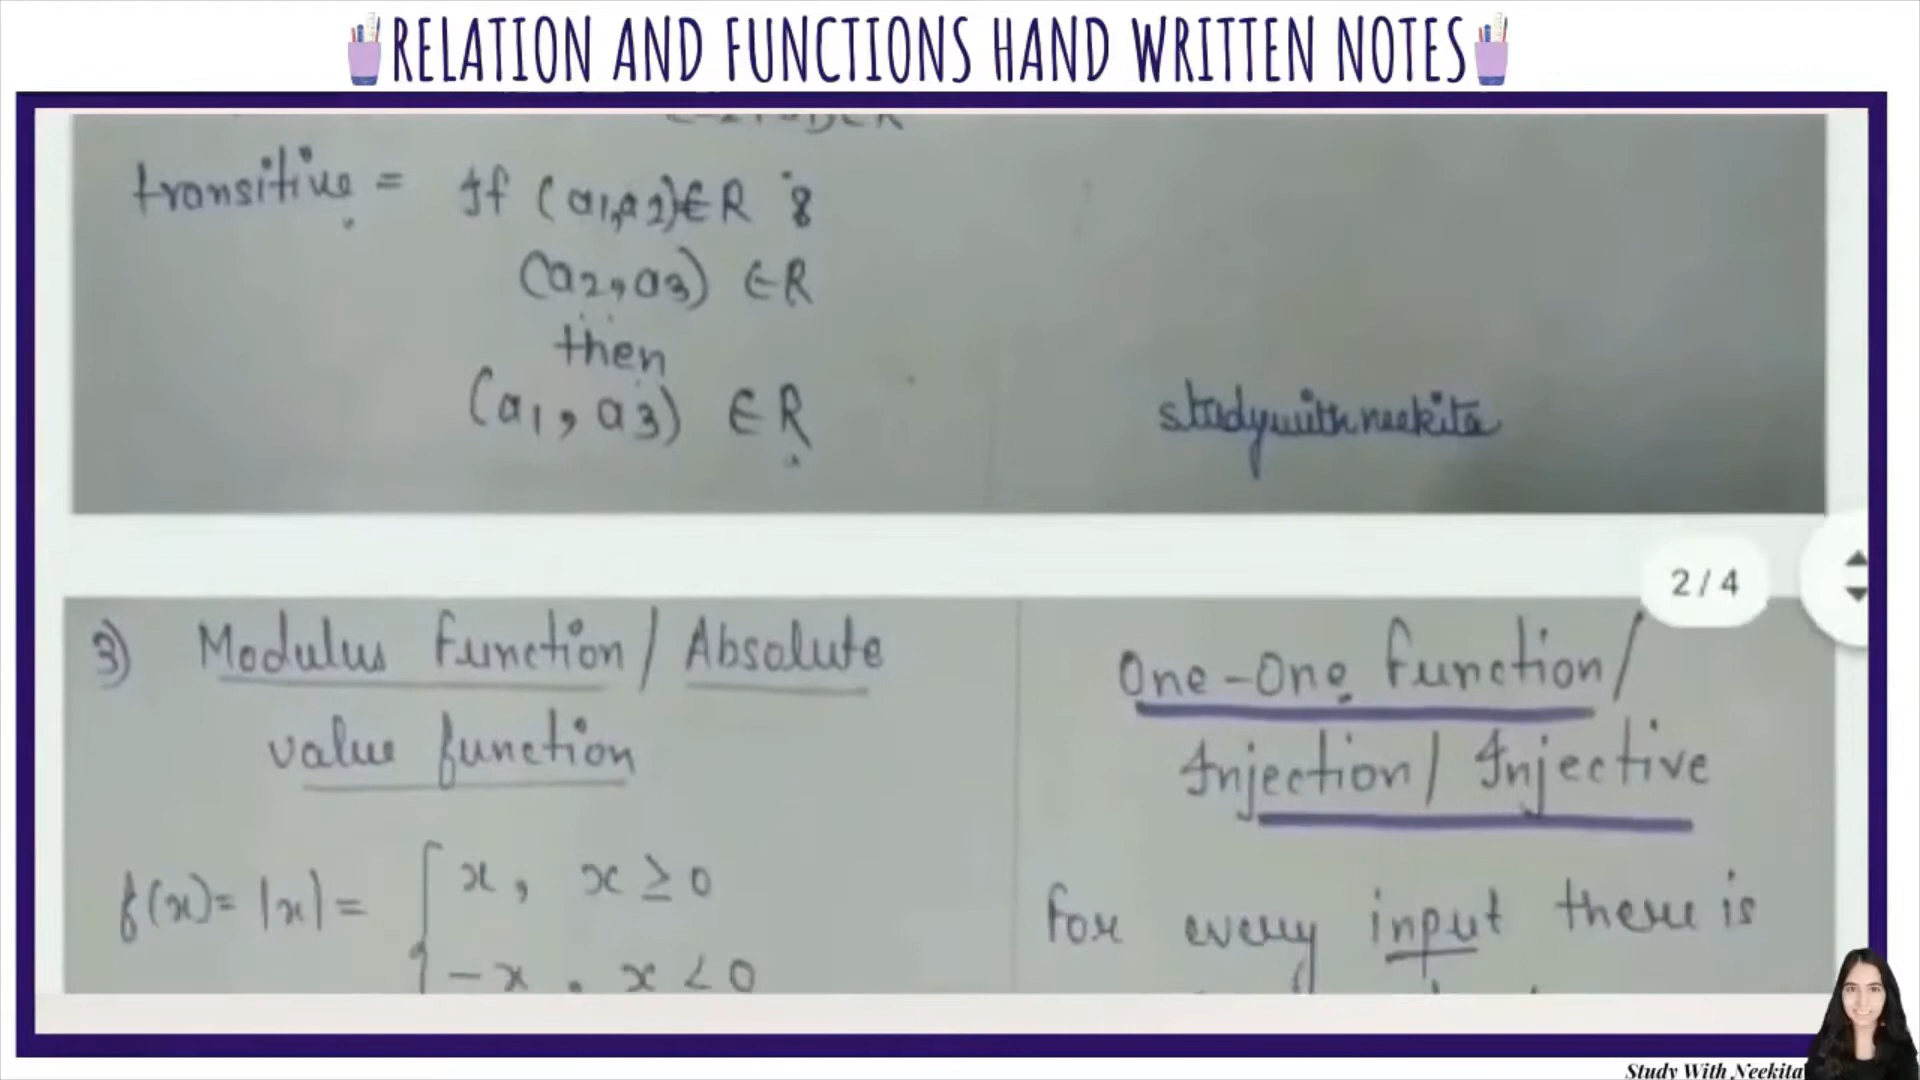 RELATION AND FUNCTIONS HAND WRITTEN NOTES
transitive = If (a1,a2)∈R &
(a2,a3) ∈R
then
(a1,a3) ∈R
studywithneekita
2/4
3) Modulus Function/Absolute
value function
f(x)=|x|= { x, x ≥ 0
-x, x < 0
One-One Function/
Injection/Injective
For every input there is
Study With Neekita